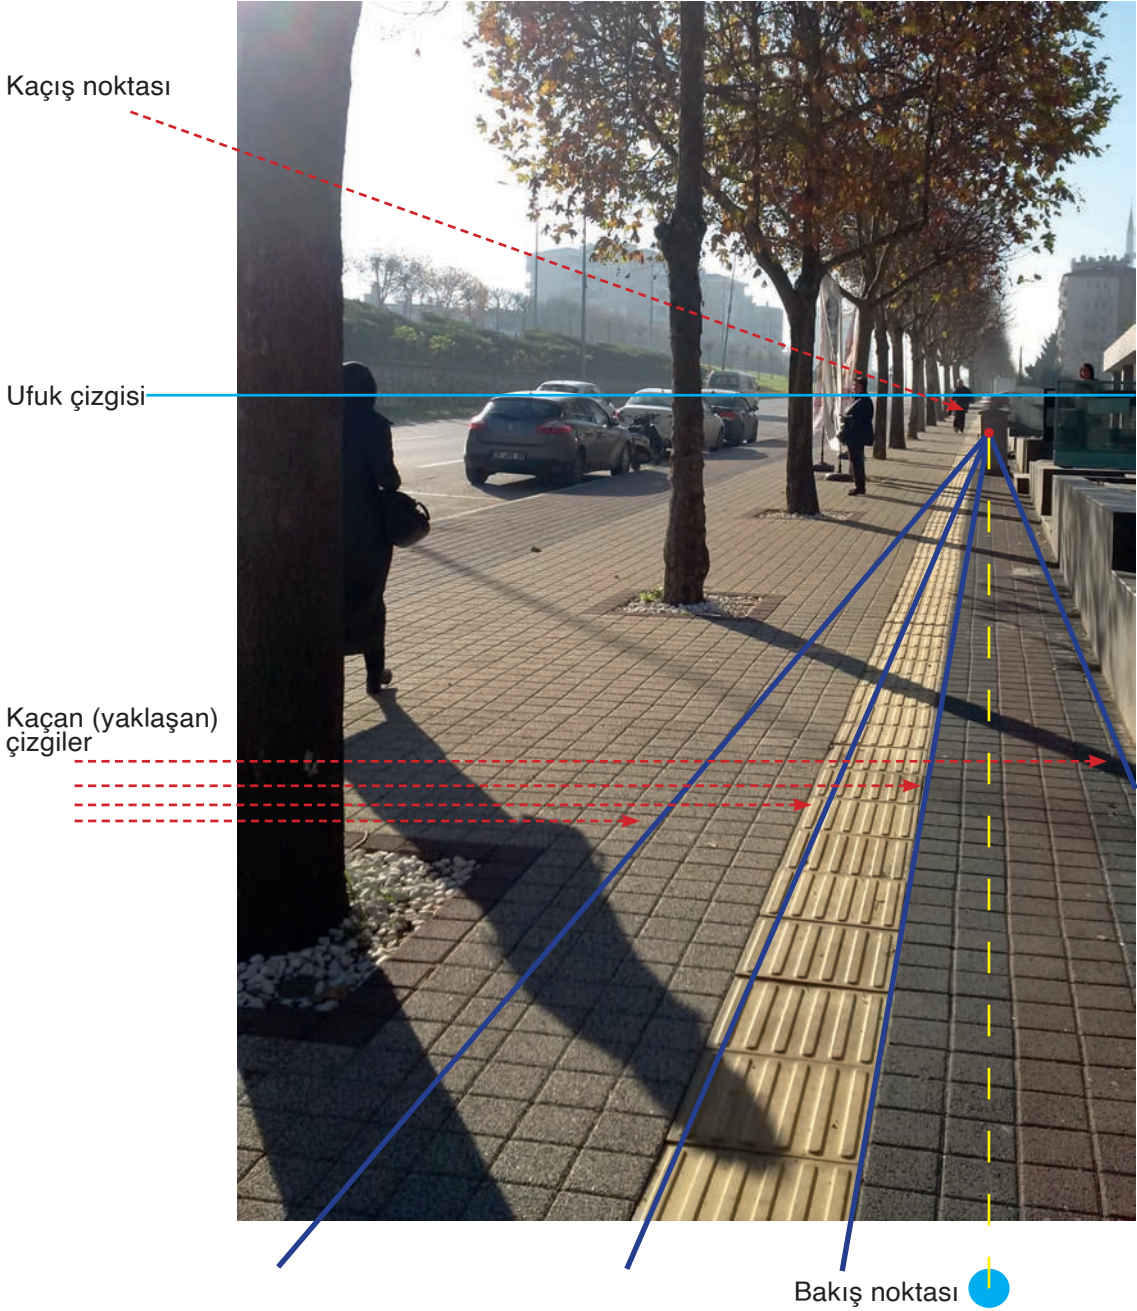 Kaçış noktası
Ufuk çizgisi
Kaçan (yaklaşan)
çizgiler
Bakış noktası